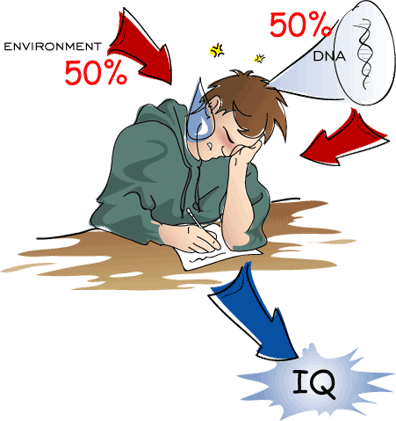 ENVIRONMENT
50%
50%
DNA
IQ